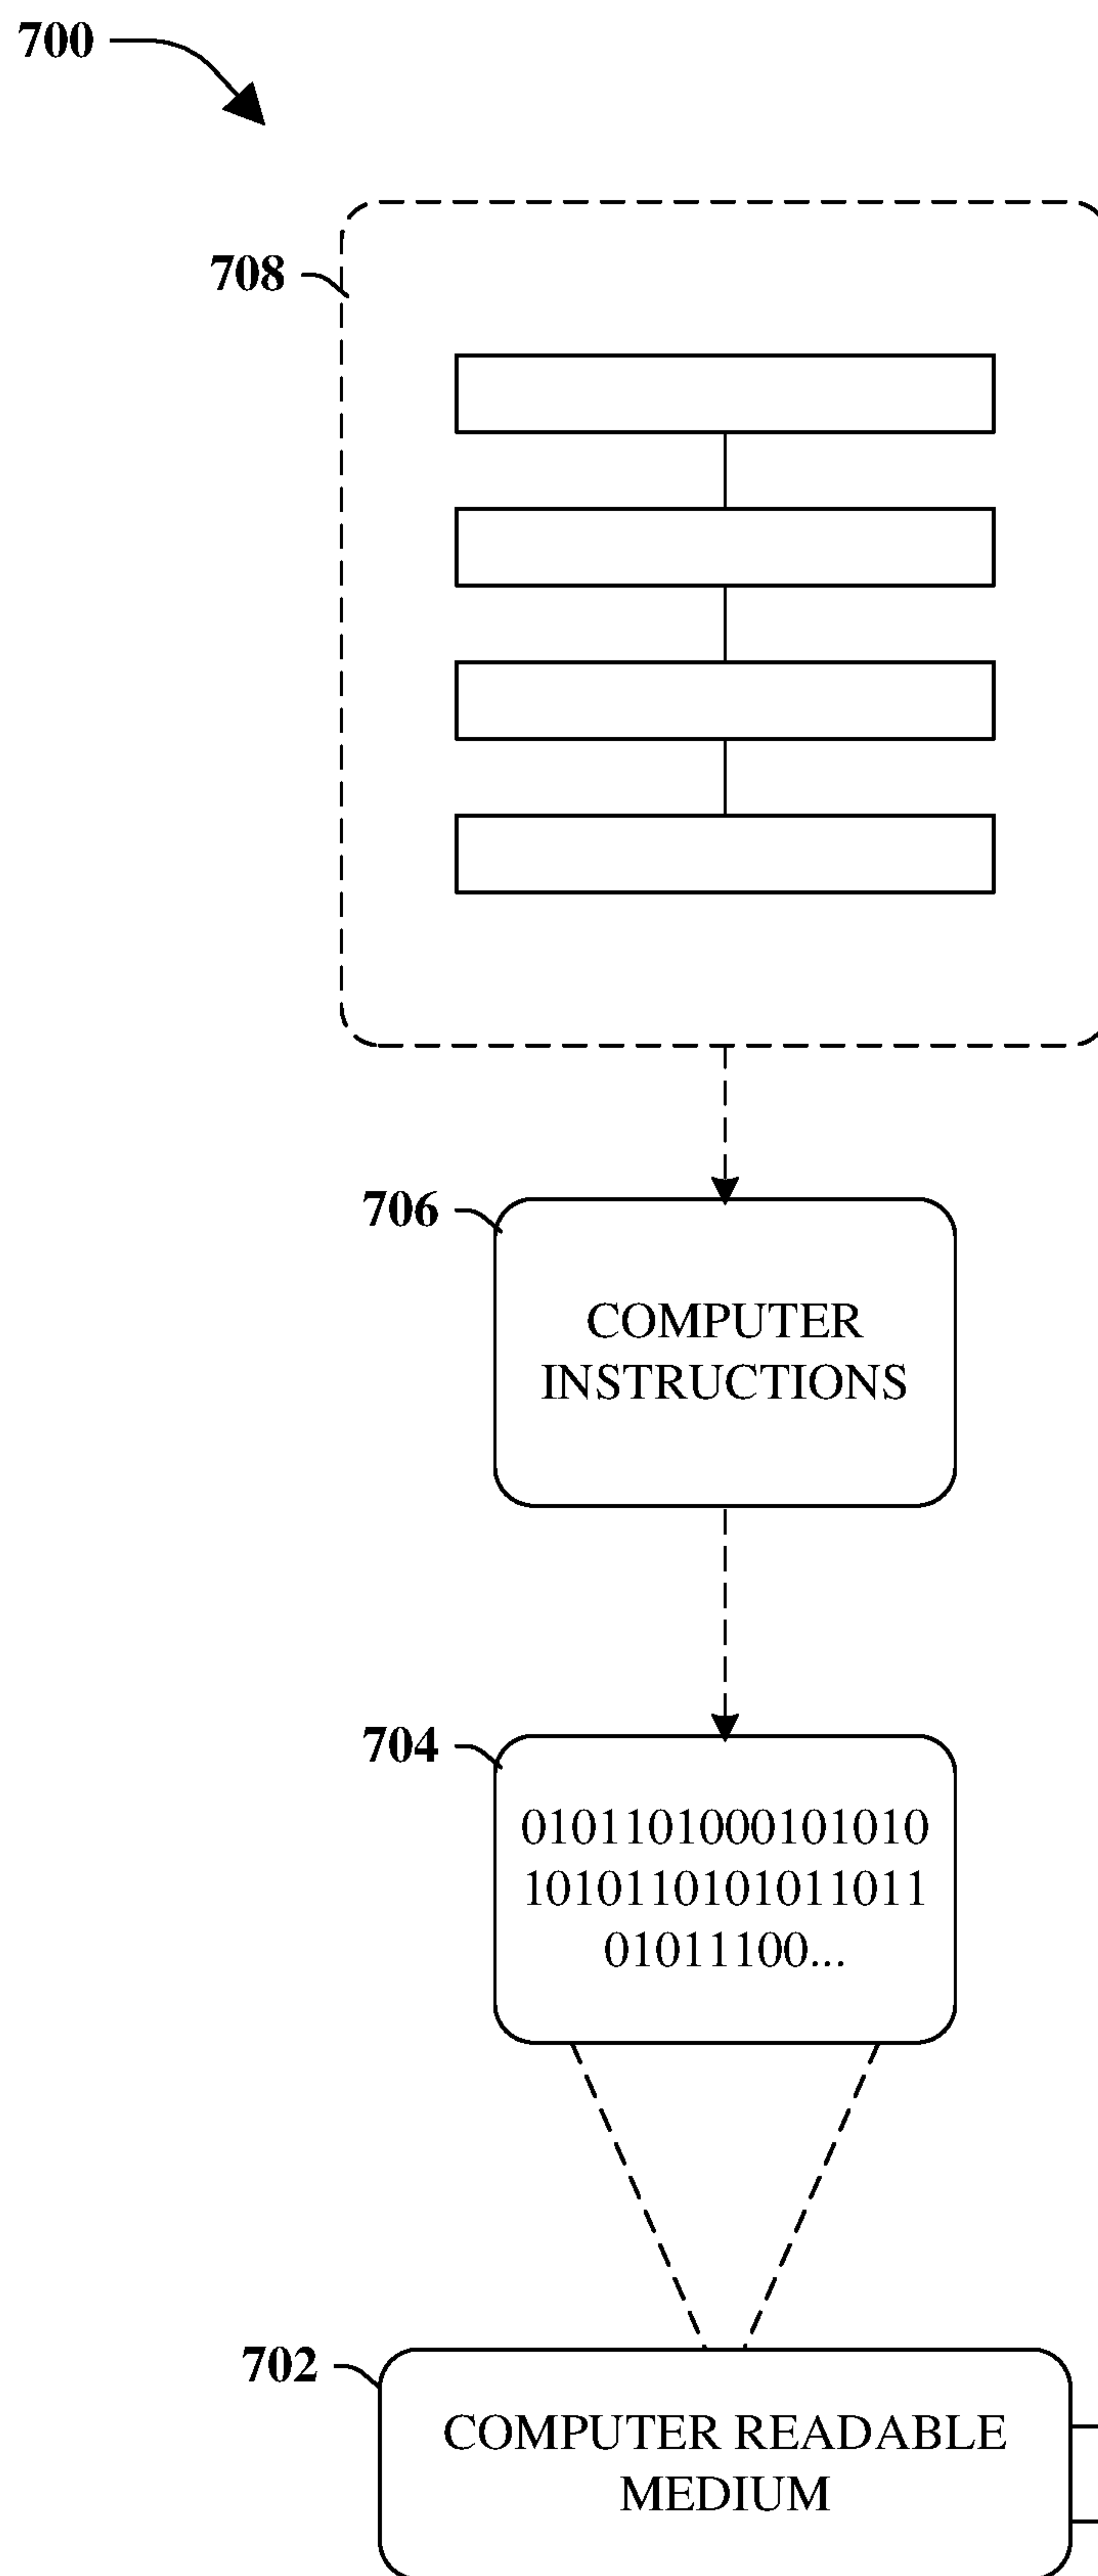 700
708
706
COMPUTER
INSTRUCTIONS
704
0101101000101010
1010110101011011
01011100...
702
COMPUTER READABLE
MEDIUM